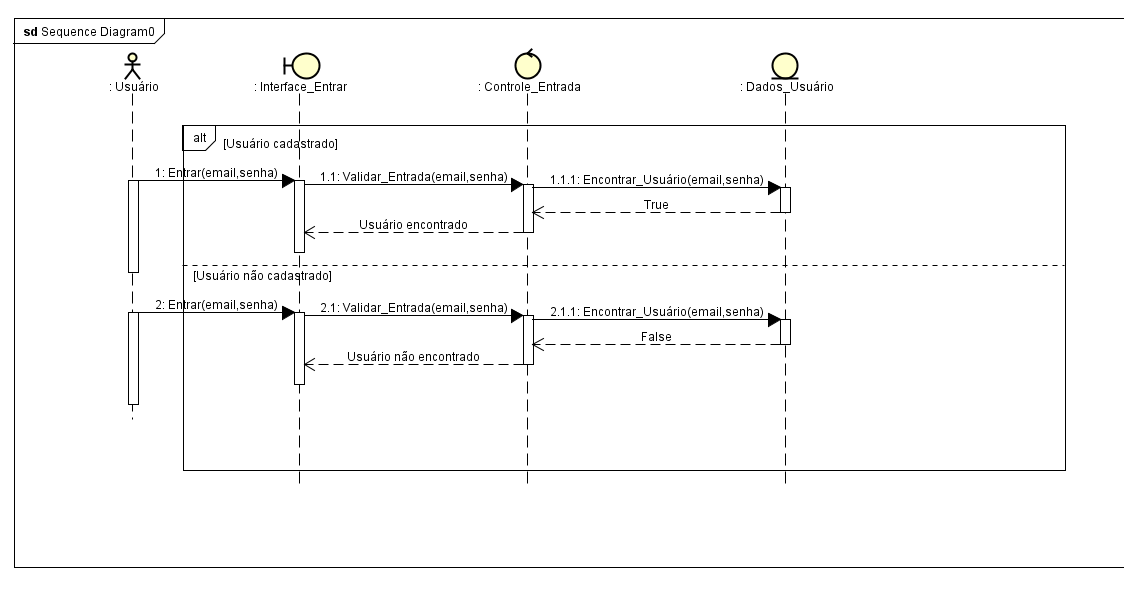 sd Sequence Diagram0
: Usuário
: Interface_Entrar
: Controle_Entrada
: Dados_Usuário
alt
[Usuário cadastrado]
1: Entrar(email,senha)
1.1: Validar_Entrada(email,senha)
1.1.1: Encontrar_Usuário(email,senha)
True
Usuário encontrado
[Usuário não cadastrado]
2: Entrar(email,senha)
2.1: Validar_Entrada(email,senha)
2.1.1: Encontrar_Usuário(email,senha)
False
Usuário não encontrado